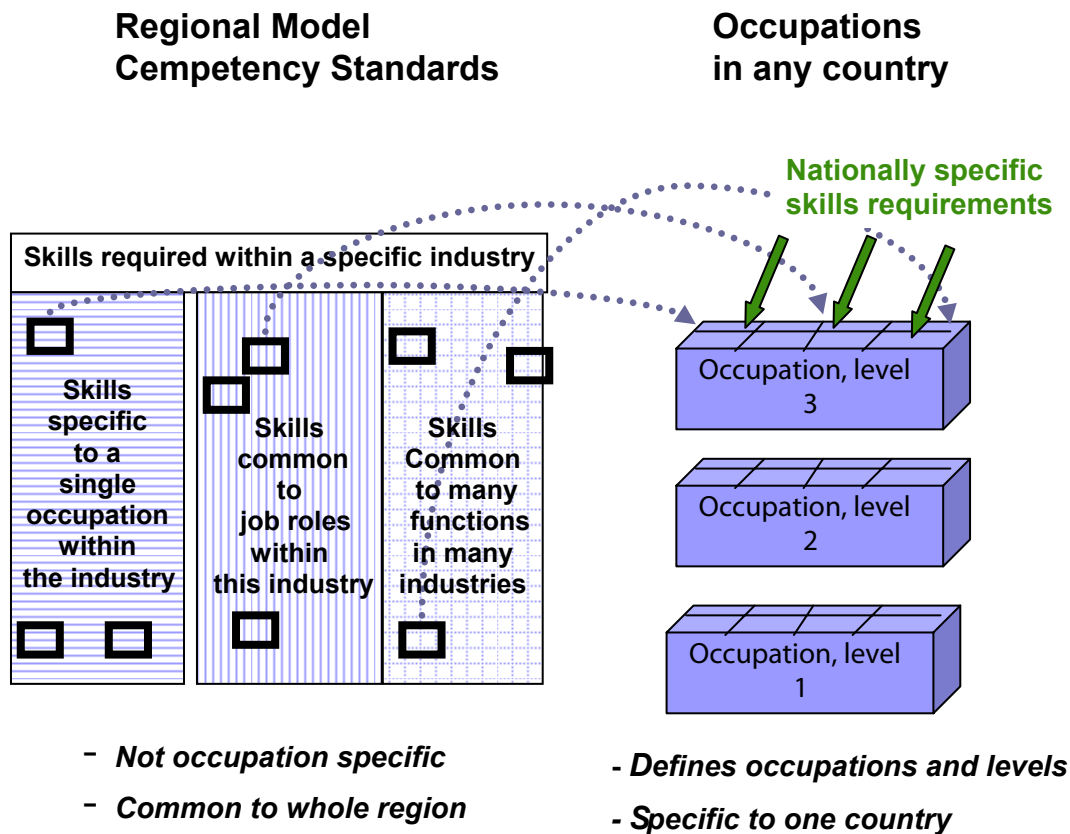 Regional Model
Cempetency Standards
Occupations
in any country
Nationally specific
skills requirements
Skills required within a specific industry
Skills
specific
to a
single
occupation
within
the industry
Skills
common
to
job roles
within
this industry
Skills
Common
to many
functions
in many
industries
Occupation, level
3
Occupation, level
2
Occupation, level
1
- Not occupation specific
- Common to whole region
- Defines occupations and levels
- Specific to one country